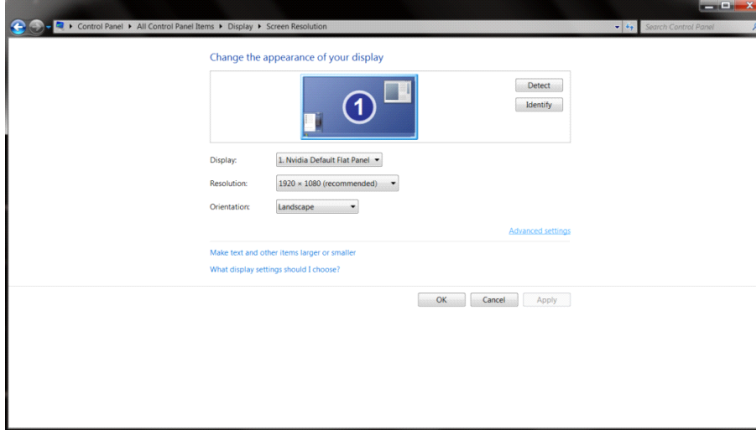 Control Panel ▸ All Control Panel Items ▸ Display ▸ Screen Resolution
Search Control Panel
Change the appearance of your display
1
Detect
Identify
Display: 1. Nvidia Default Flat Panel
Resolution: 1920 × 1080 (recommended)
Orientation: Landscape
Advanced settings
Make text and other items larger or smaller
What display settings should I choose?
OK Cancel Apply